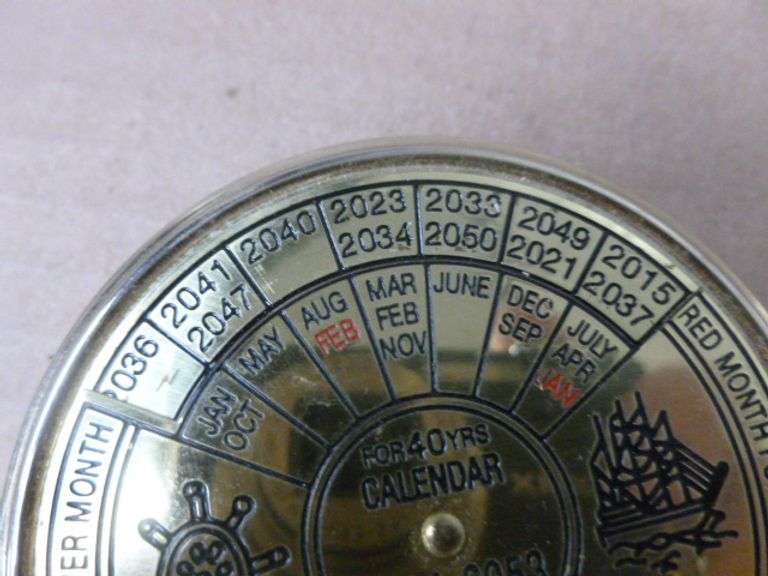 2036
2041
2047
2040
2023
2034
2033
2050
2049
2021
2015
2037
JAN
OCT
MAY
AUG
FEB
MAR
FEB
NOV
JUNE
DEC
SEP
JULY
APR
JAN
RED MONTH
MONTH
FOR 40 YRS
CALENDAR